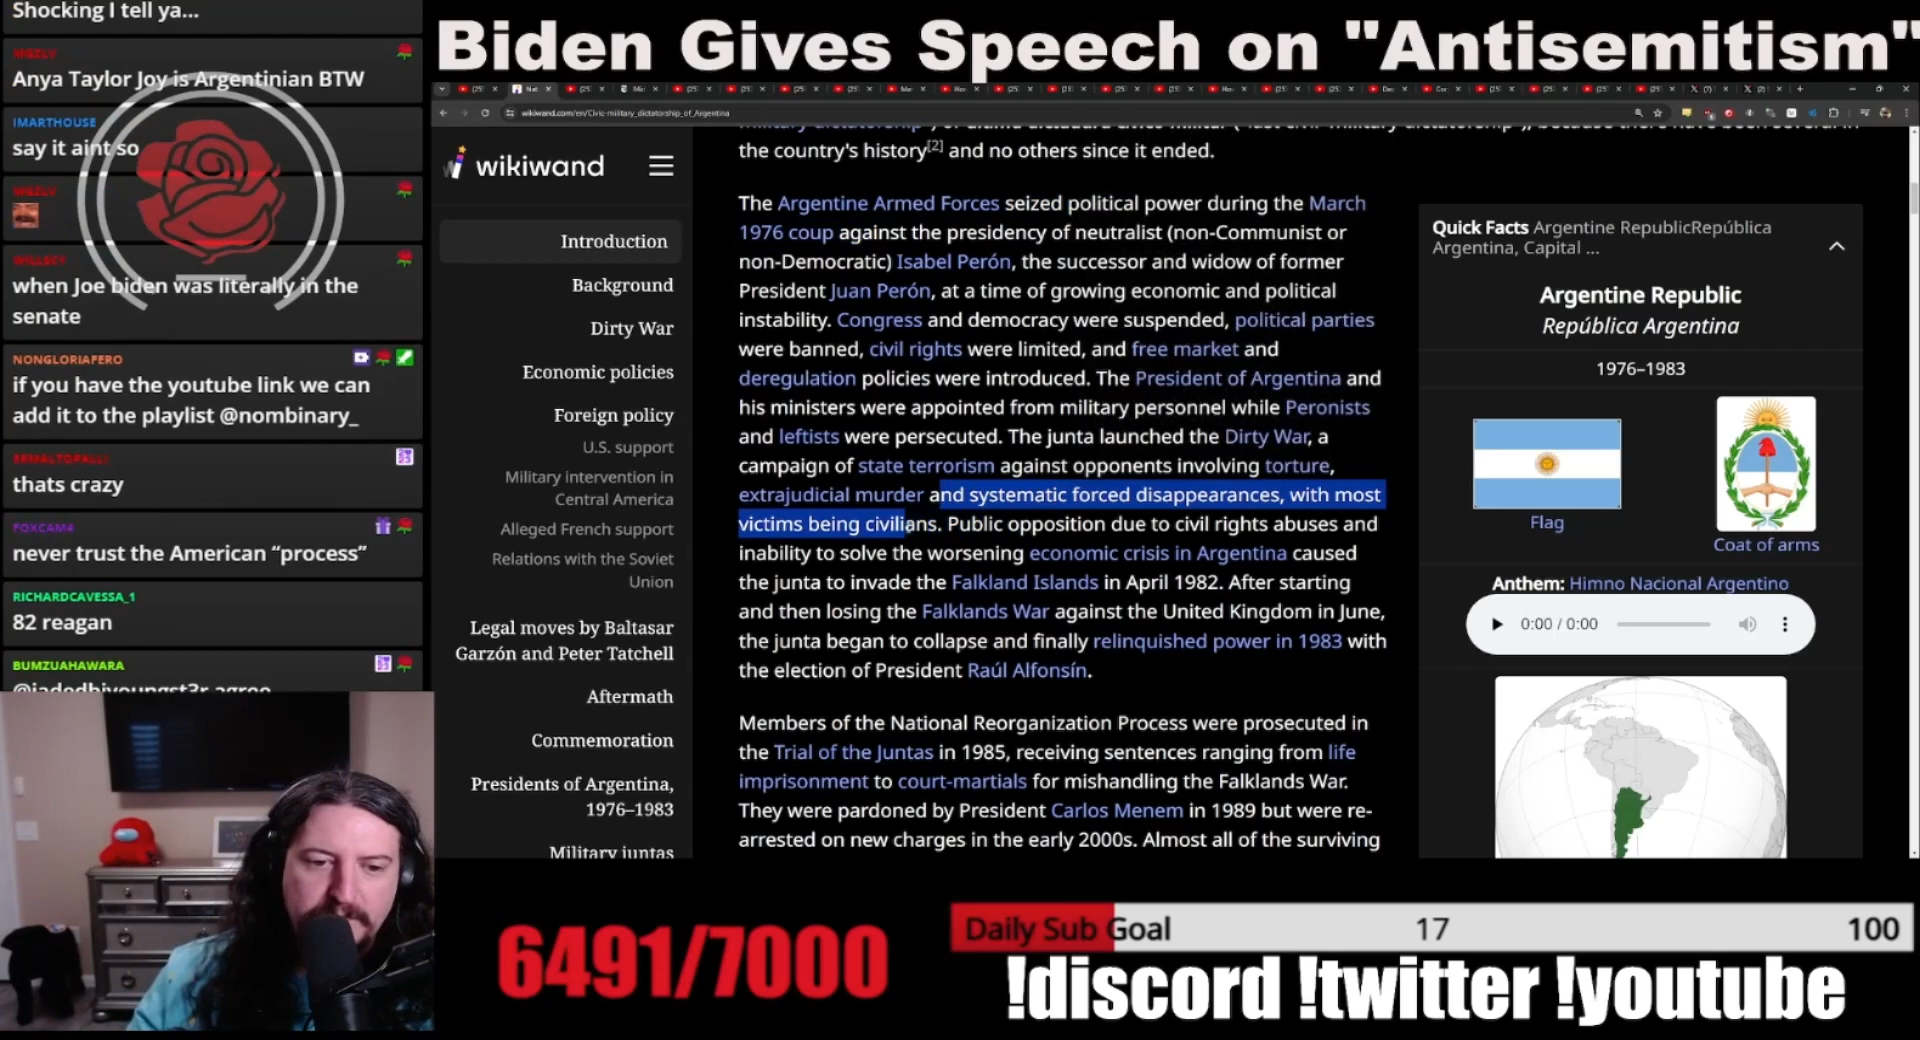 Shocking I tell ya...
Anya Taylor Joy is Argentinian BTW
IMARTHOUSE
say it aint so
when Joe biden was literally in the
senate
NONGLORIAFERO
if you have the youtube link we can
add it to the playlist @nombinary_
thats crazy
FOXCAM4
never trust the American “process”
RICHARDCAVESSA_1
82 reagan
BUMZUAHAWARA
Biden Gives Speech on "Antisemitism"
wikiwand.com/en/Civic-military_dictatorship_of_Argentina
wikiwand
Introduction
Background
Dirty War
Economic policies
Foreign policy
U.S. support
Military intervention in
Central America
Alleged French support
Relations with the Soviet
Union
Legal moves by Baltasar
Garzón and Peter Tatchell
Aftermath
Commemoration
Presidents of Argentina,
1976–1983
Military juntas
the country's history[2] and no others since it ended.
The Argentine Armed Forces seized political power during the March
1976 coup against the presidency of neutralist (non-Communist or
non-Democratic) Isabel Perón, the successor and widow of former
President Juan Perón, at a time of growing economic and political
instability. Congress and democracy were suspended, political parties
were banned, civil rights were limited, and free market and
deregulation policies were introduced. The President of Argentina and
his ministers were appointed from military personnel while Peronists
and leftists were persecuted. The junta launched the Dirty War, a
campaign of state terrorism against opponents involving torture,
extrajudicial murder and systematic forced disappearances, with most
victims being civilians. Public opposition due to civil rights abuses and
inability to solve the worsening economic crisis in Argentina caused
the junta to invade the Falkland Islands in April 1982. After starting
and then losing the Falklands War against the United Kingdom in June,
the junta began to collapse and finally relinquished power in 1983 with
the election of President Raúl Alfonsín.
Members of the National Reorganization Process were prosecuted in
the Trial of the Juntas in 1985, receiving sentences ranging from life
imprisonment to court-martials for mishandling the Falklands War.
They were pardoned by President Carlos Menem in 1989 but were re-
arrested on new charges in the early 2000s. Almost all of the surviving
Quick Facts Argentine RepublicRepública
Argentina, Capital ...
Argentine Republic
República Argentina
1976–1983
Flag
Coat of arms
Anthem: Himno Nacional Argentino
0:00 / 0:00
6491/7000
Daily Sub Goal 17 100
!discord !twitter !youtube